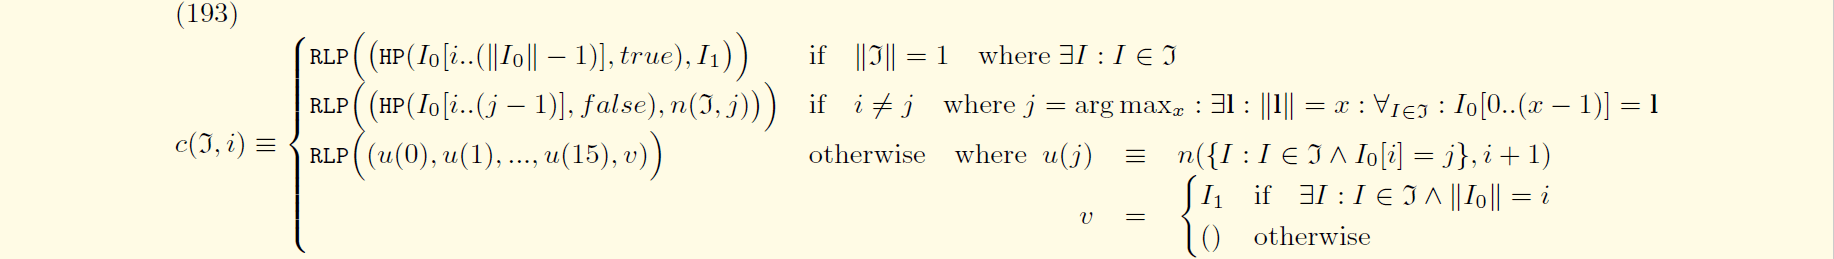 (193)
c(ℑ, i) ≡
RLP((HP(I₀[i..(‖I₀‖ − 1)], true), I₁)) if ‖ℑ‖ = 1 where ∃I : I ∈ ℑ
RLP((HP(I₀[i..(j − 1)], false), n(ℑ, j))) if i ≠ j where j = arg maxₓ : ∃l : ‖l‖ = x : ∀_{I∈ℑ} : I₀[0..(x − 1)] = l
RLP((u(0), u(1), ..., u(15), v)) otherwise where u(j) ≡ n({I : I ∈ ℑ ∧ I₀[i] = j}, i + 1)
v = { I₁ if ∃I : I ∈ ℑ ∧ ‖I₀‖ = i
() otherwise